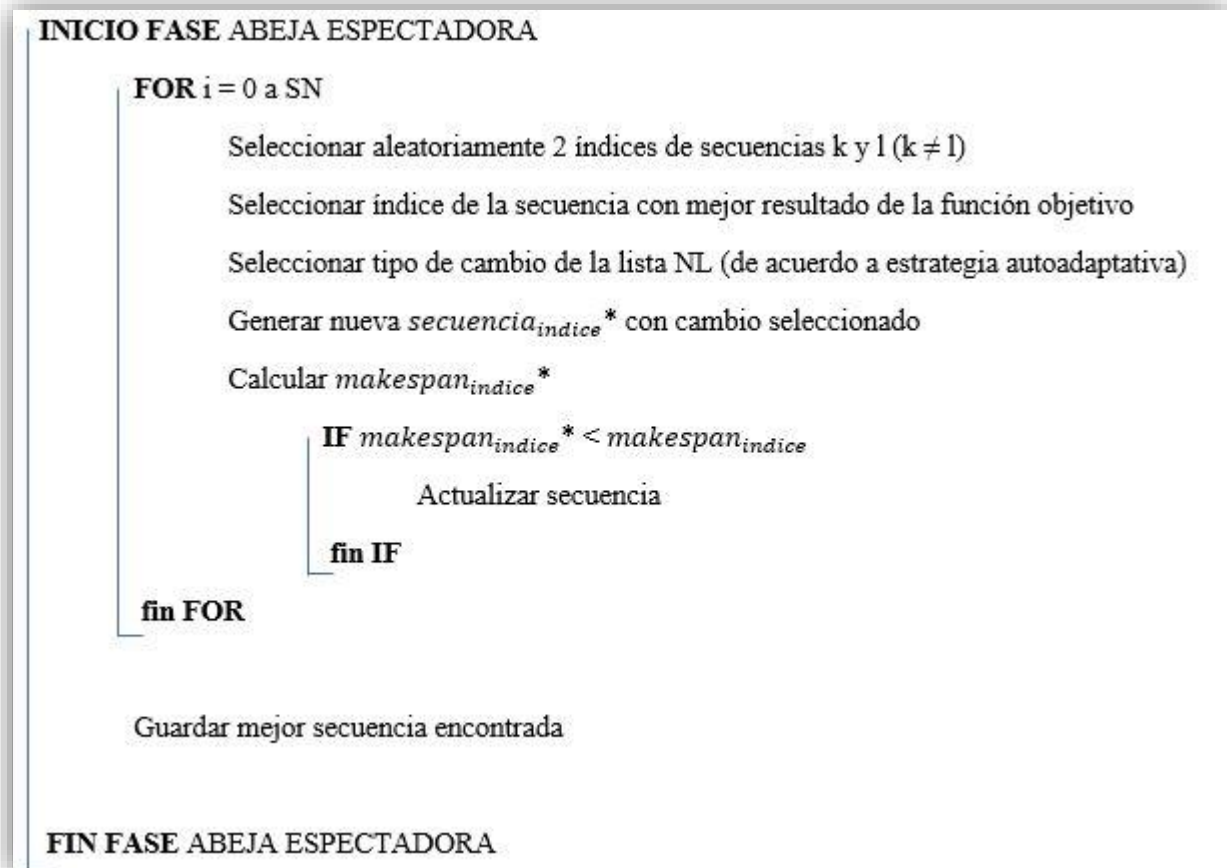 INICIO FASE ABEJA ESPECTADORA
FOR i = 0 a SN
Seleccionar aleatoriamente 2 índices de secuencias k y l (k ≠ l)
Seleccionar índice de la secuencia con mejor resultado de la función objetivo
Seleccionar tipo de cambio de la lista NL (de acuerdo a estrategia autoadaptativa)
Generar nueva secuencia_indice* con cambio seleccionado
Calcular makespan_indice*
IF makespan_indice* < makespan_indice
Actualizar secuencia
fin IF
fin FOR
Guardar mejor secuencia encontrada
FIN FASE ABEJA ESPECTADORA